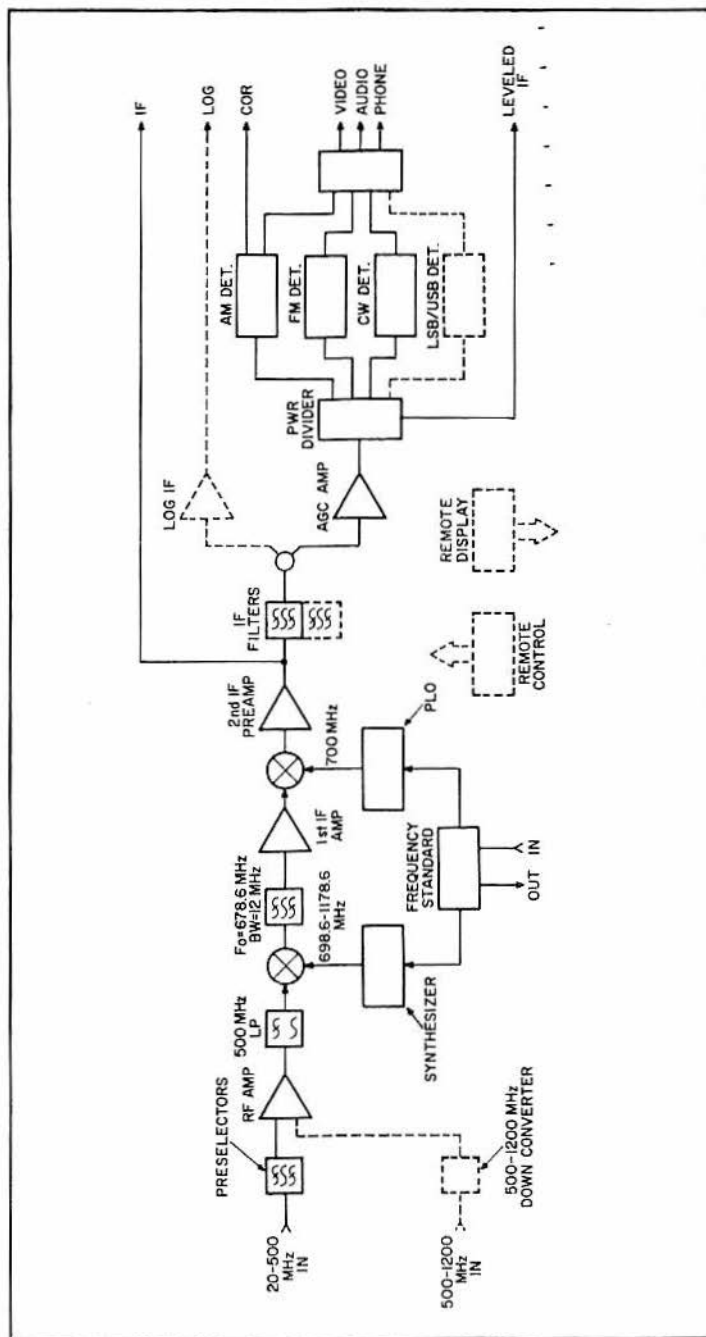 IF
LOG
COR
VIDEO
AUDIO
PHONE
LEVELED
IF
AM DET.
FM DET.
CW DET.
LSB/USB DET.
PWR
DIVIDER
LOG IF
AGC AMP
REMOTE
DISPLAY
REMOTE
CONTROL
IF
FILTERS
2nd IF
PREAMP
700 MHz
PLO
1st IF
AMP
Fo=678.6 MHz
BW=12 MHz
698.6-1178.6
MHz
FREQUENCY
STANDARD
OUT IN
SYNTHESIZER
500 MHz
LP
RF AMP
PRESELECTORS
20-500
MHz
IN
500-1200 MHz
DOWN CONVERTER
500-1200
MHz
IN